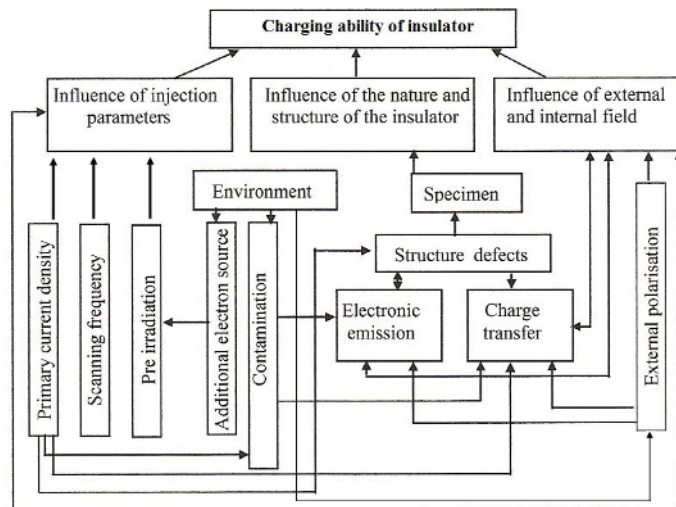 Charging ability of insulator
Influence of injection
parameters
Influence of the nature and
structure of the insulator
Influence of external
and internal field
Environment
Specimen
Structure defects
Electronic
emission
Charge
transfer
Primary current density
Scanning frequency
Pre irradiation
Additional electron source
Contamination
External polarisation